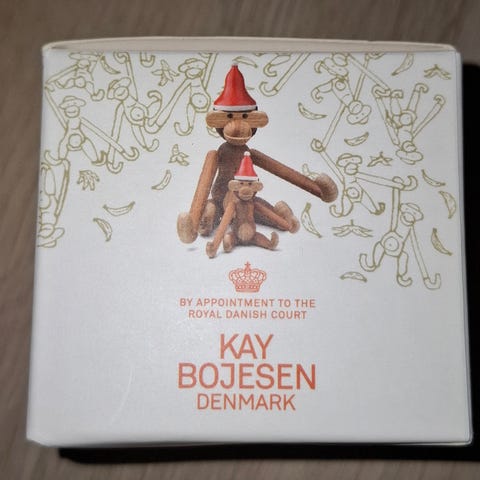 BY APPOINTMENT TO THE
ROYAL DANISH COURT
KAY
BOJESEN
DENMARK